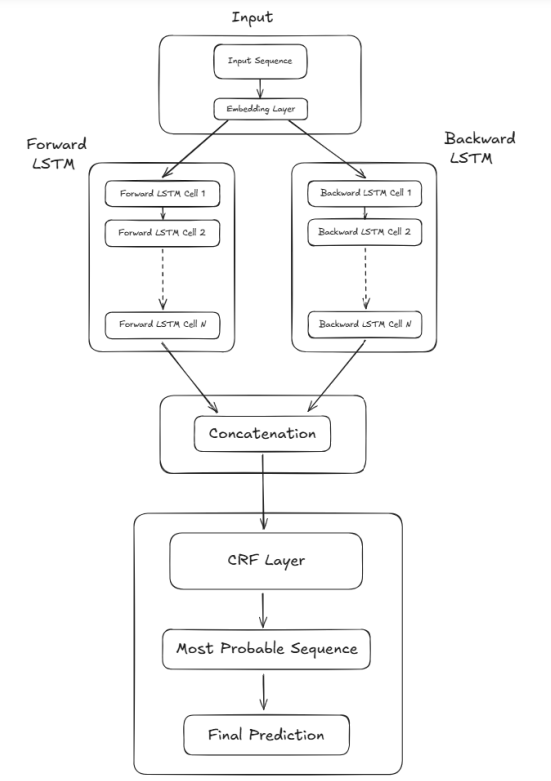 Input
Input Sequence
Embedding Layer
Forward
LSTM
Backward
LSTM
Forward LSTM Cell 1
Forward LSTM Cell 2
Forward LSTM Cell N
Backward LSTM Cell 1
Backward LSTM Cell 2
Backward LSTM Cell N
Concatenation
CRF Layer
Most Probable Sequence
Final Prediction